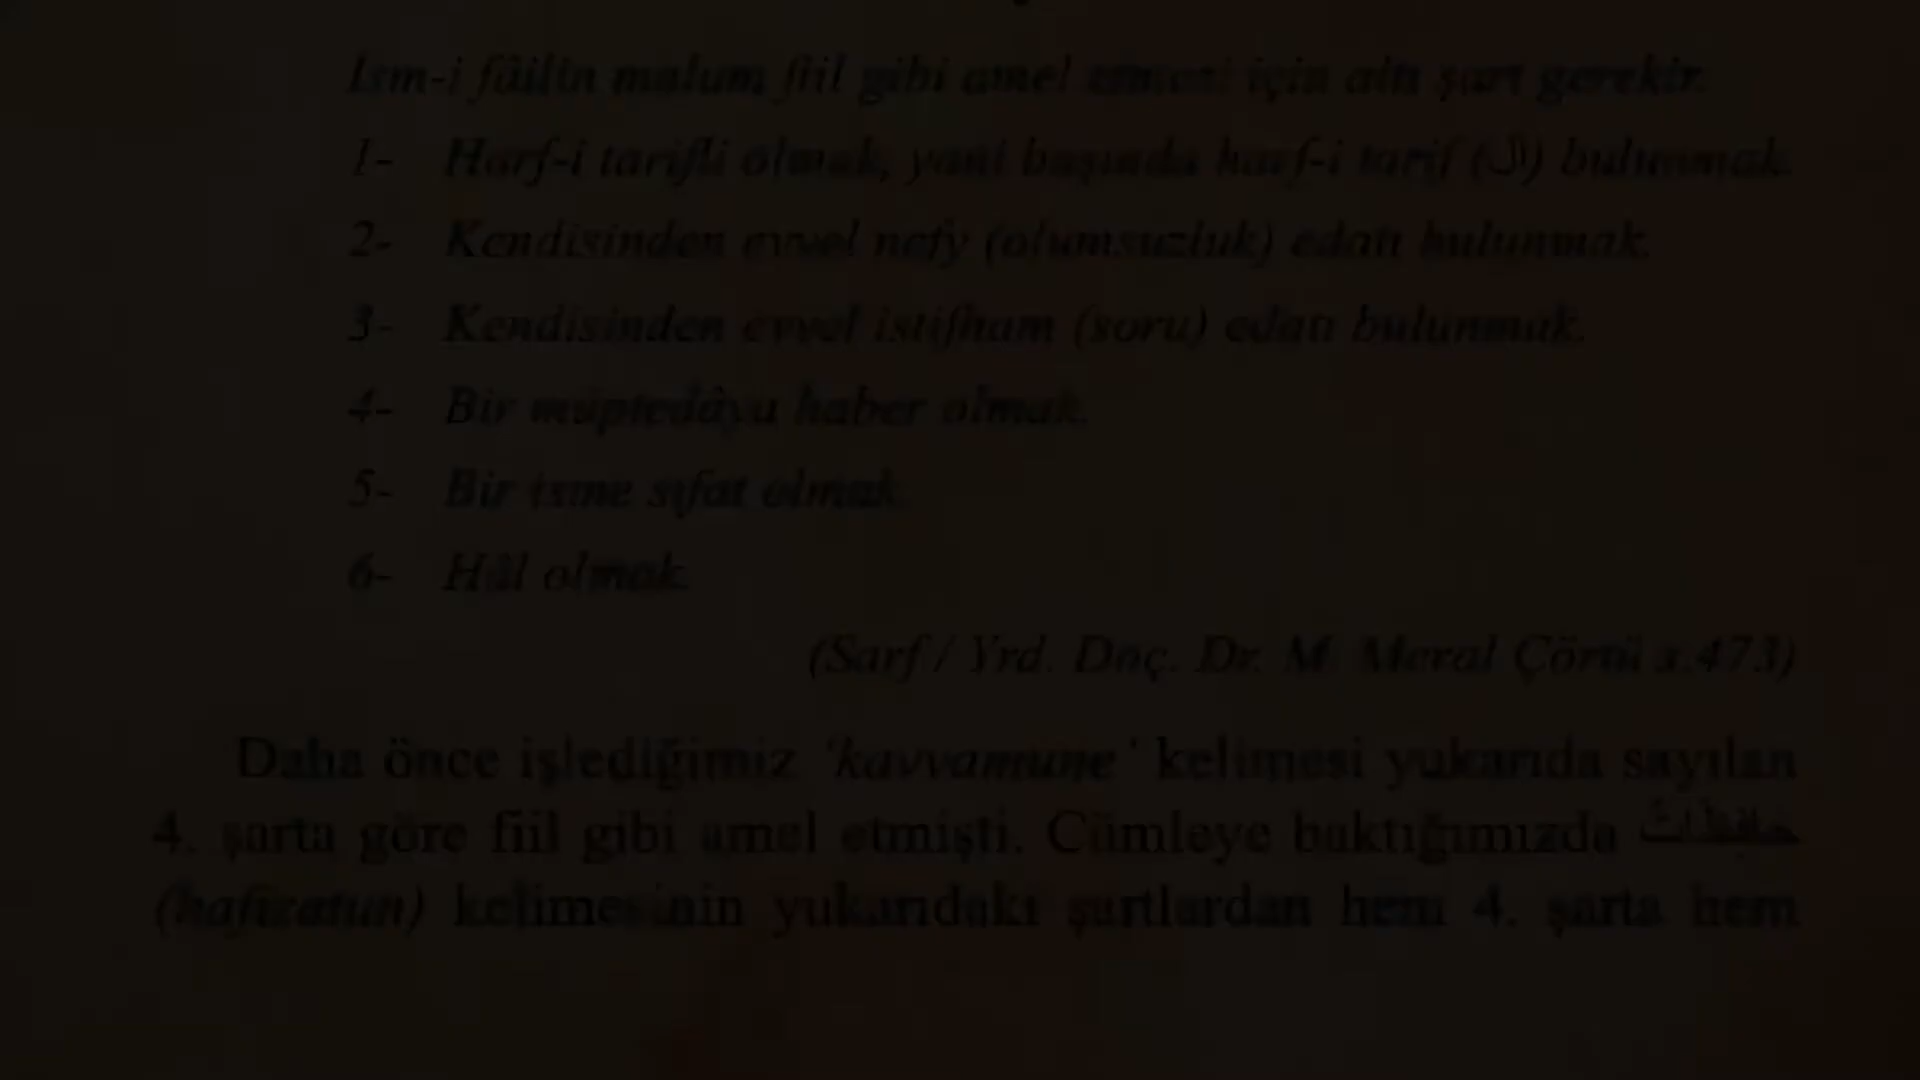 İsm-i fâilin malum fiil gibi amel etmesi için altı şart gerekir.
1- Harf-i tarifli olmak, yani başında harf-i tarif (الـ) bulunmak.
2- Kendisinden evvel nefy (olumsuzluk) edatı bulunmak.
3- Kendisinden evvel istifham (soru) edatı bulunmak.
4- Bir müptedâya haber olmak.
5- Bir isme sıfat olmak.
6- Hâl olmak.
(Sarf / Yrd. Doç. Dr. M. Meral Çörtü s.473)
Daha önce işlediğimiz 'kavvamune' kelimesi yukarıda sayılan
4. şarta göre fiil gibi amel etmişti. Cümleye baktığımızda حافظات
(hafizatun) kelimesinin yukarıdaki şartlardan hem 4. şarta hem